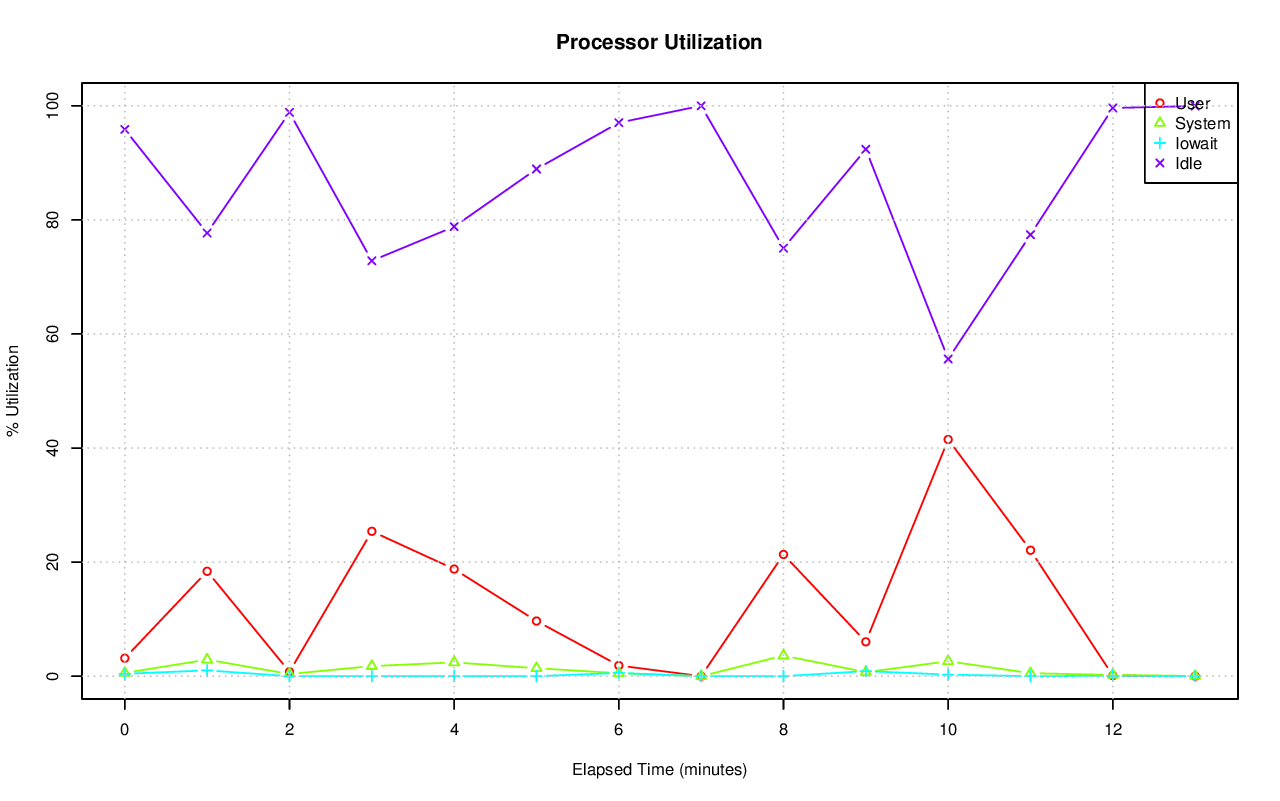 Processor Utilization
% Utilization
100
80
60
40
20
0
User
System
Iowait
Idle
0 2 4 6 8 10 12
Elapsed Time (minutes)